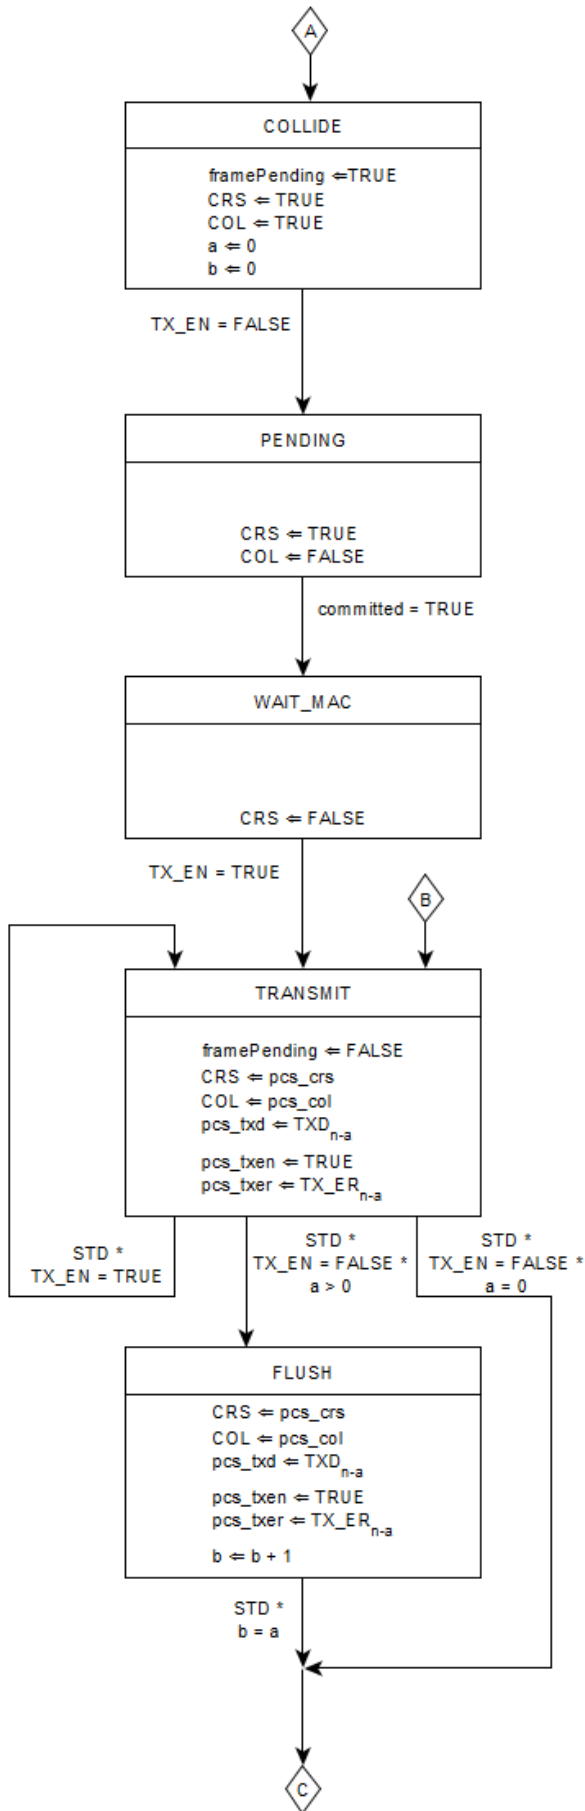 A
COLLIDE
framePending ⇐TRUE
CRS ⇐ TRUE
COL ⇐ TRUE
a ⇐ 0
b ⇐ 0
TX_EN = FALSE
PENDING
CRS ⇐ TRUE
COL ⇐ FALSE
committed = TRUE
WAIT_MAC
CRS ⇐ FALSE
TX_EN = TRUE
B
TRANSMIT
framePending ⇐ FALSE
CRS ⇐ pcs_crs
COL ⇐ pcs_col
pcs_txd ⇐ TXDn-a
pcs_txen ⇐ TRUE
pcs_txer ⇐ TX_ERn-a
STD *
TX_EN = TRUE
STD *
TX_EN = FALSE *
a > 0
STD *
TX_EN = FALSE *
a = 0
FLUSH
CRS ⇐ pcs_crs
COL ⇐ pcs_col
pcs_txd ⇐ TXDn-a
pcs_txen ⇐ TRUE
pcs_txer ⇐ TX_ERn-a
b ⇐ b + 1
STD *
b = a
C